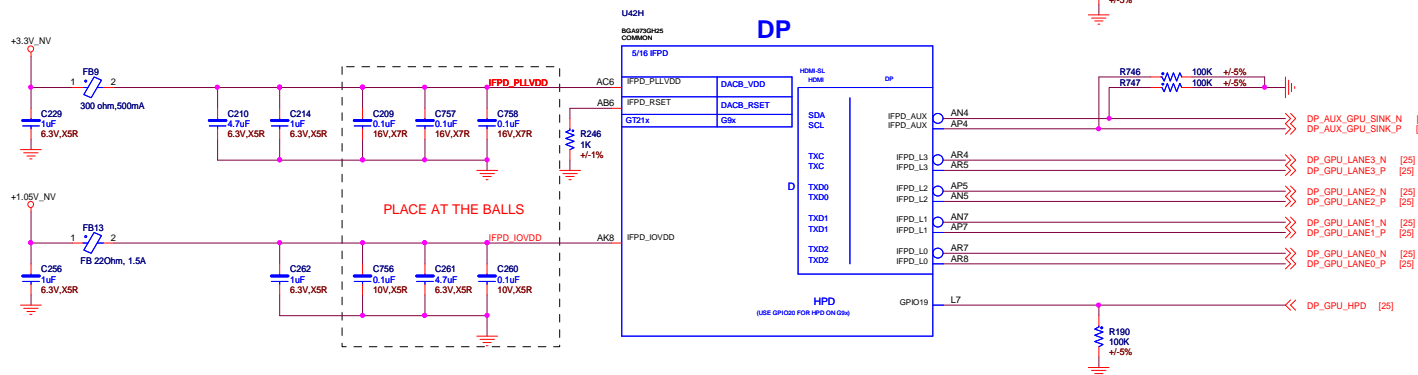 +/-5%
U42H
BGA973GH25
COMMON
DP
+3.3V_NV
FB9
1 2
300 ohm,500mA
C229
1uF
6.3V,X5R
C210
4.7uF
6.3V,X5R
C214
1uF
6.3V,X5R
C209
0.1uF
16V,X7R
C757
0.1uF
16V,X7R
C758
0.1uF
16V,X7R
IFPD_PLLVDD
AC6
AB6
R246
1K
+/-1%
PLACE AT THE BALLS
+1.05V_NV
FB13
1 2
FB 22Ohm, 1.5A
C256
1uF
6.3V,X5R
C262
1uF
6.3V,X5R
C756
0.1uF
10V,X5R
C261
4.7uF
6.3V,X5R
C260
0.1uF
10V,X5R
IFPD_IOVDD
AK8
5/16 IFPD
IFPD_PLLVDD DACB_VDD
IFPD_RSET DACB_RSET
GT21x G9x
IFPD_IOVDD
HDMI-SL
HDMI DP
SDA IFPD_AUX AN4
SCL IFPD_AUX AP4
TXC IFPD_L3 AR4
TXC IFPD_L3 AR5
D
TXD0 IFPD_L2 AP5
TXD0 IFPD_L2 AN5
TXD1 IFPD_L1 AN7
TXD1 IFPD_L1 AP7
TXD2 IFPD_L0 AR7
TXD2 IFPD_L0 AR8
HPD GPIO19 L7
(USE GPIO20 FOR HPD ON G9x)
R746 100K +/-5%
R747 100K +/-5%
DP_AUX_GPU_SINK_N [
DP_AUX_GPU_SINK_P [
DP_GPU_LANE3_N [25]
DP_GPU_LANE3_P [25]
DP_GPU_LANE2_N [25]
DP_GPU_LANE2_P [25]
DP_GPU_LANE1_N [25]
DP_GPU_LANE1_P [25]
DP_GPU_LANE0_N [25]
DP_GPU_LANE0_P [25]
DP_GPU_HPD [25]
R190
100K
+/-5%